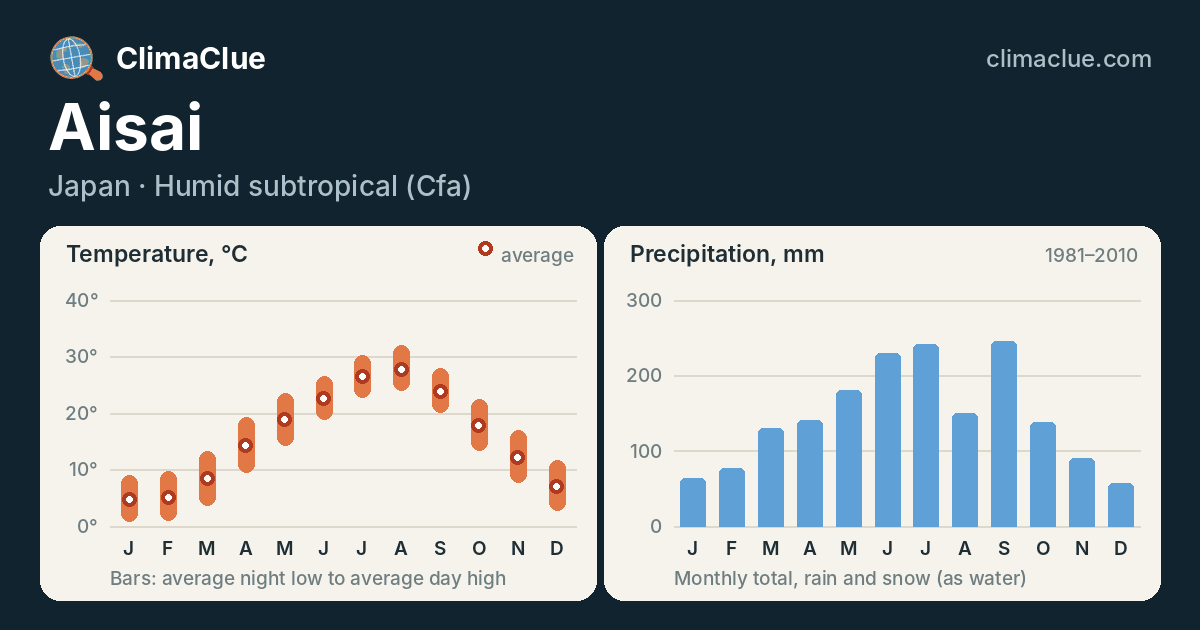 ClimaClue
climaclue.com
Aisai
Japan · Humid subtropical (Cfa)
Temperature, °C
average
40°
30°
20°
10°
0°
J F M A M J J A S O N D
Bars: average night low to average day high
Precipitation, mm
1981–2010
300
200
100
0
J F M A M J J A S O N D
Monthly total, rain and snow (as water)